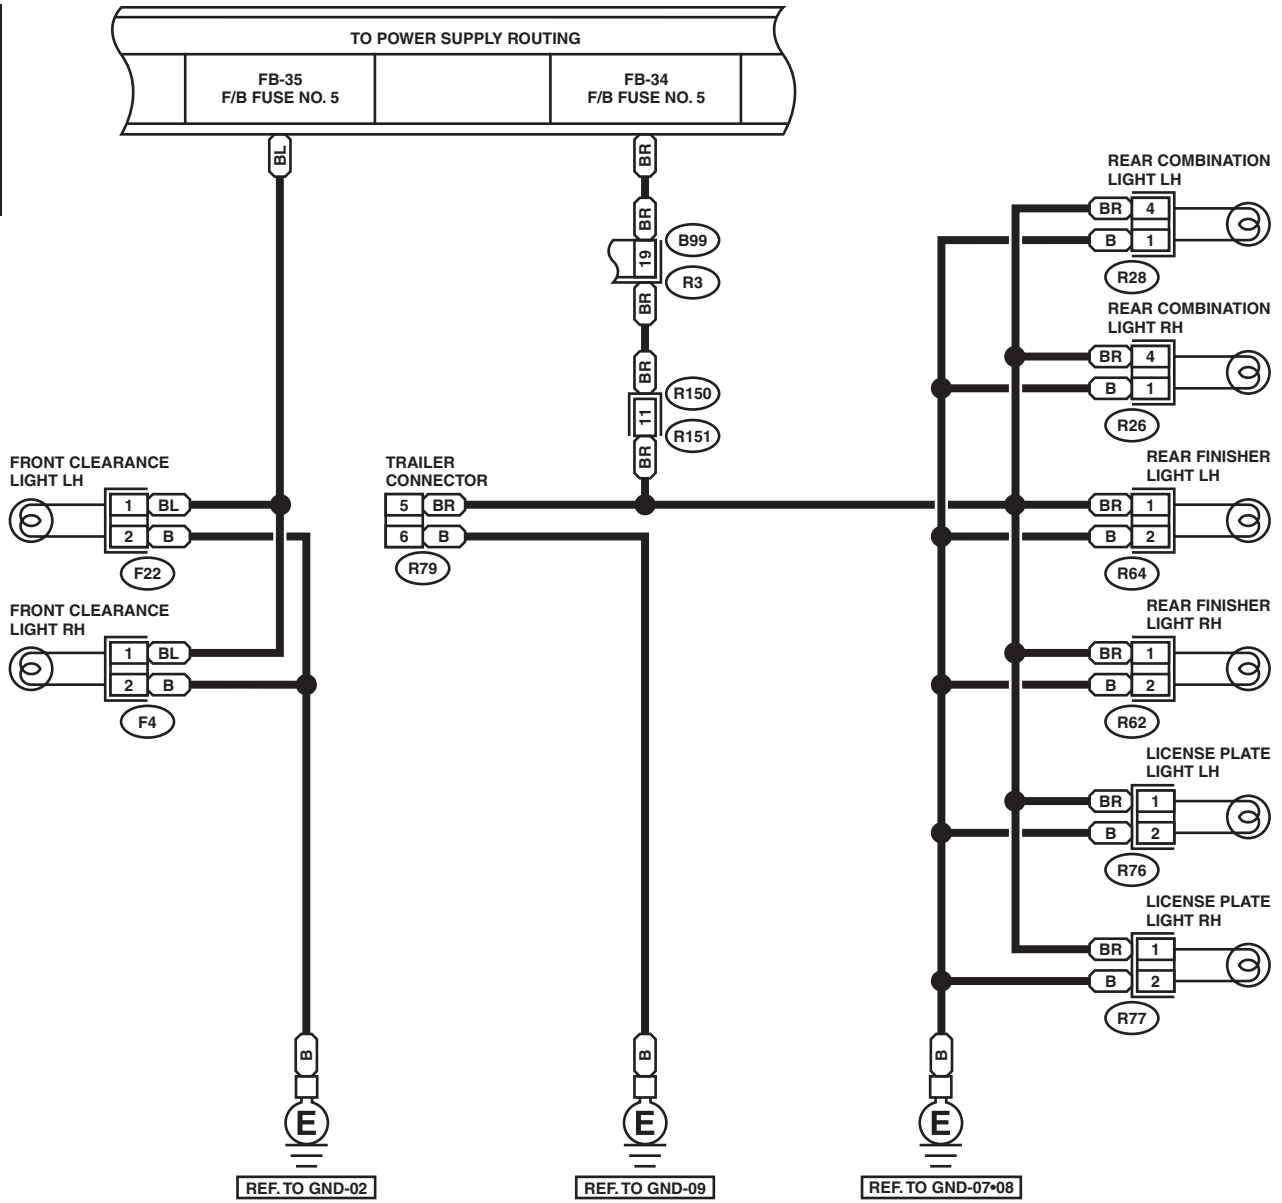 TO POWER SUPPLY ROUTING
FB-35
F/B FUSE NO. 5
FB-34
F/B FUSE NO. 5
BL
BR
BR
19
B99
R3
BR
BR
11
R150
R151
BR
FRONT CLEARANCE
LIGHT LH
1 BL
2 B
F22
FRONT CLEARANCE
LIGHT RH
1 BL
2 B
F4
TRAILER
CONNECTOR
5 BR
6 B
R79
REAR COMBINATION
LIGHT LH
BR 4
B 1
R28
REAR COMBINATION
LIGHT RH
BR 4
B 1
R26
REAR FINISHER
LIGHT LH
BR 1
B 2
R64
REAR FINISHER
LIGHT RH
BR 1
B 2
R62
LICENSE PLATE
LIGHT LH
BR 1
B 2
R76
LICENSE PLATE
LIGHT RH
BR 1
B 2
R77
B
E
REF. TO GND-02
B
E
REF. TO GND-09
B
E
REF. TO GND-07•08